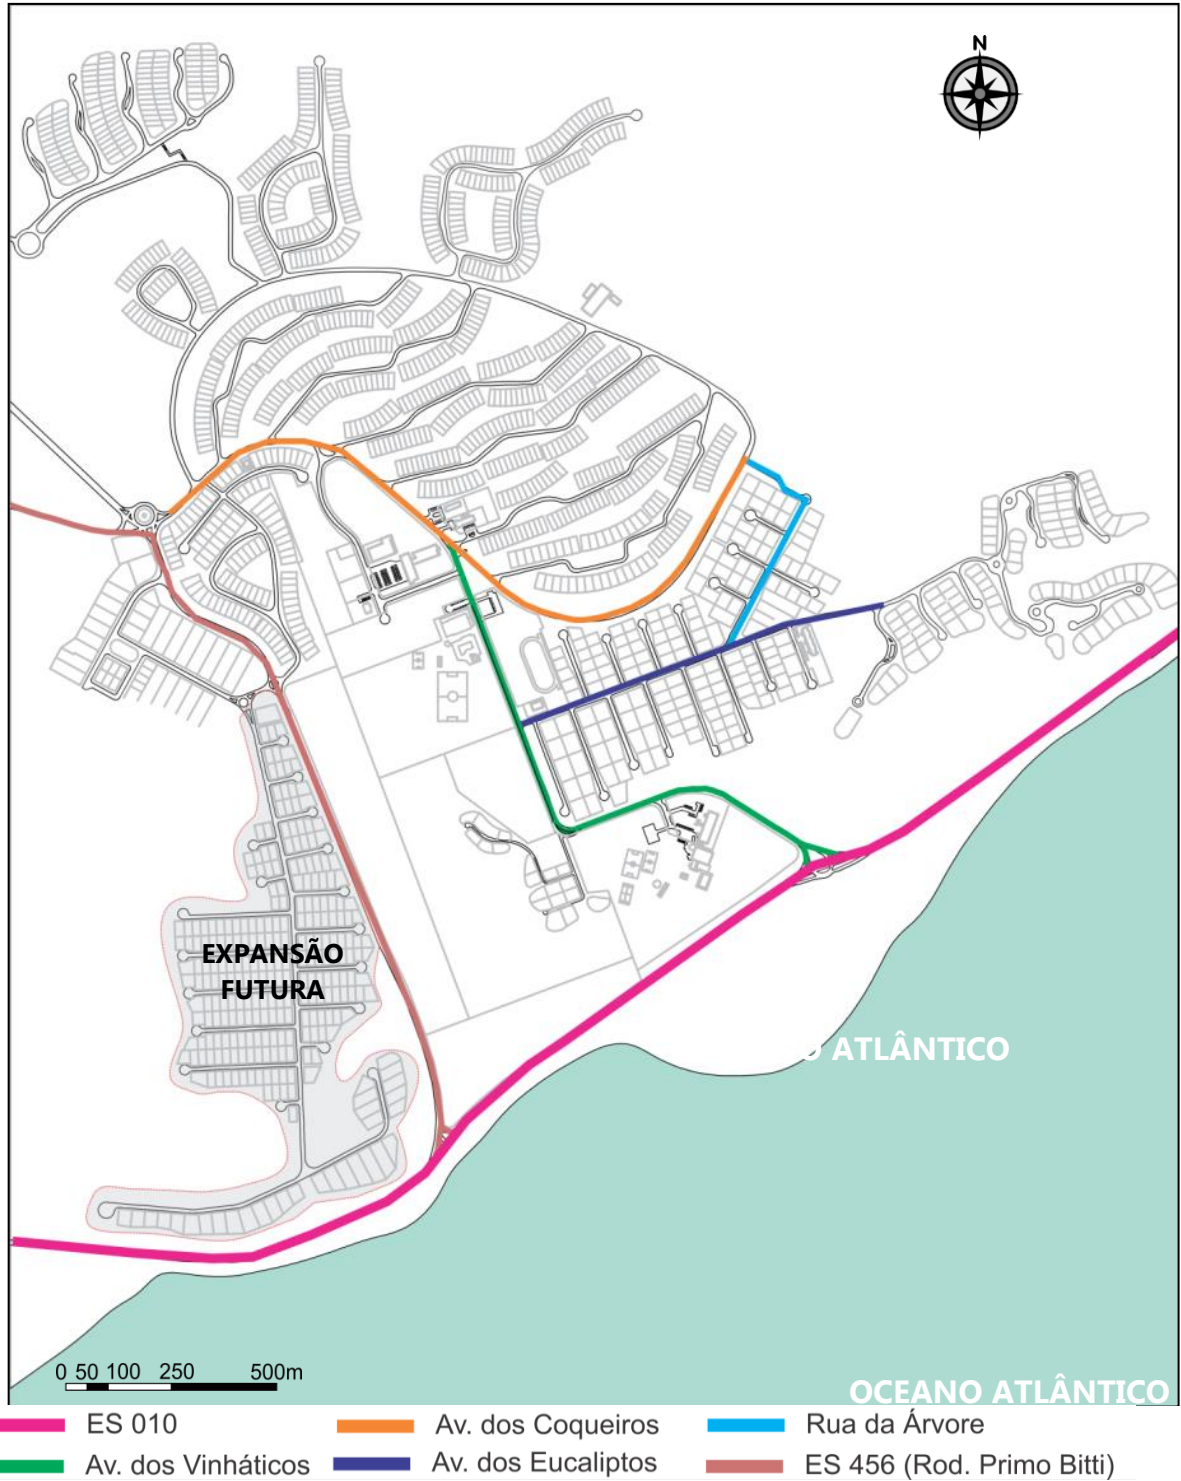 N
EXPANSÃO
FUTURA
O ATLÂNTICO
0 50 100 250 500m
OCEANO ATLÂNTICO
ES 010
Av. dos Coqueiros
Rua da Árvore
Av. dos Vinháticos
Av. dos Eucaliptos
ES 456 (Rod. Primo Bitti)